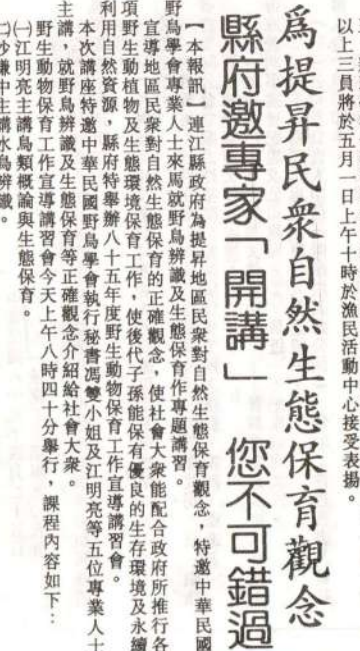 以上三員將於五月一日上午十時於漁民活動中心接受表揚。
爲提昇民衆自然生態保育觀念
縣府邀專家「開講」 您不可錯過
【本報訊】連江縣政府為提昇地區民衆對自然生態保育觀念，特邀中華民國
野鳥學會專業人士來馬就野鳥辨識及生態保育作專題講習。
宣導地區民衆對自然生態保育的正確觀念，使社會大衆能配合政府所推行各
項野生動植物及生態環境保育工作，使後代子孫能保有優良的生存環境及永續
利用自然資源，縣府特舉辦八十五年度野生動物保育工作宣導講習會。
本次講座特邀中華民國野鳥學會執行秘書馮雙小姐及江明亮等五位專業人士
主講，就野鳥辨識及生態保育等正確觀念介紹給社會大衆。
野生動物保育工作宣導講習會今天上午八時四十分舉行，課程內容如下：
㈠江明亮主講鳥類概論與生態保育。
㈡沙謙中主講水鳥辨識。